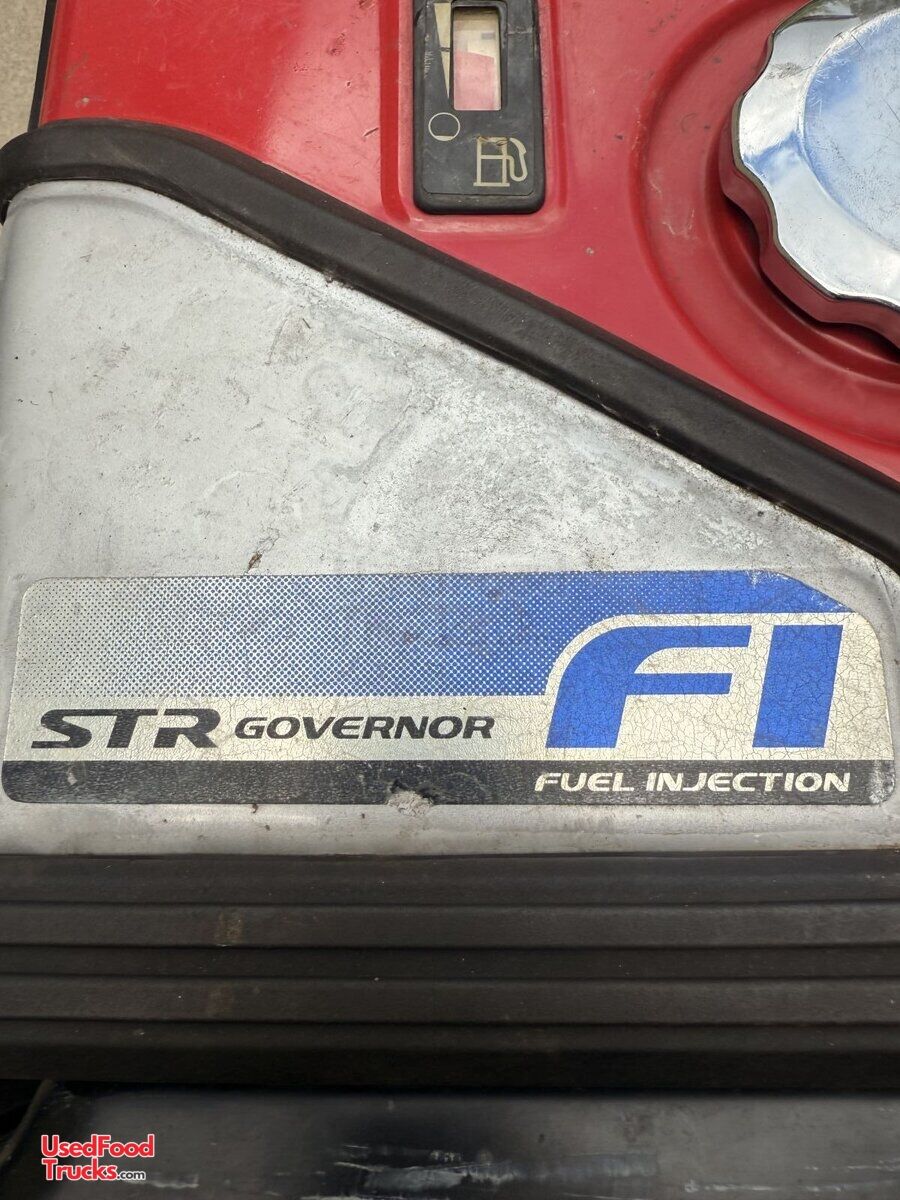 STR GOVERNOR
FI
FUEL INJECTION
UsedFood
Trucks.com